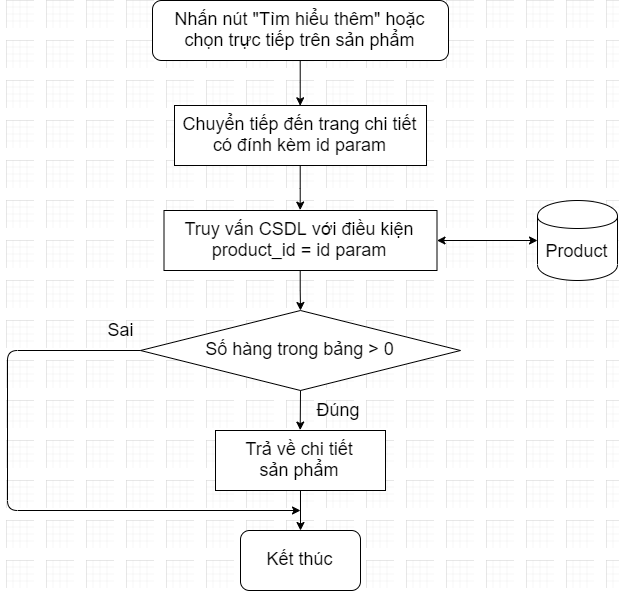 Nhấn nút "Tìm hiểu thêm" hoặc
chọn trực tiếp trên sản phẩm
Chuyển tiếp đến trang chi tiết
có đính kèm id param
Truy vấn CSDL với điều kiện
product_id = id param
Product
Số hàng trong bảng > 0
Sai
Đúng
Trả về chi tiết
sản phẩm
Kết thúc